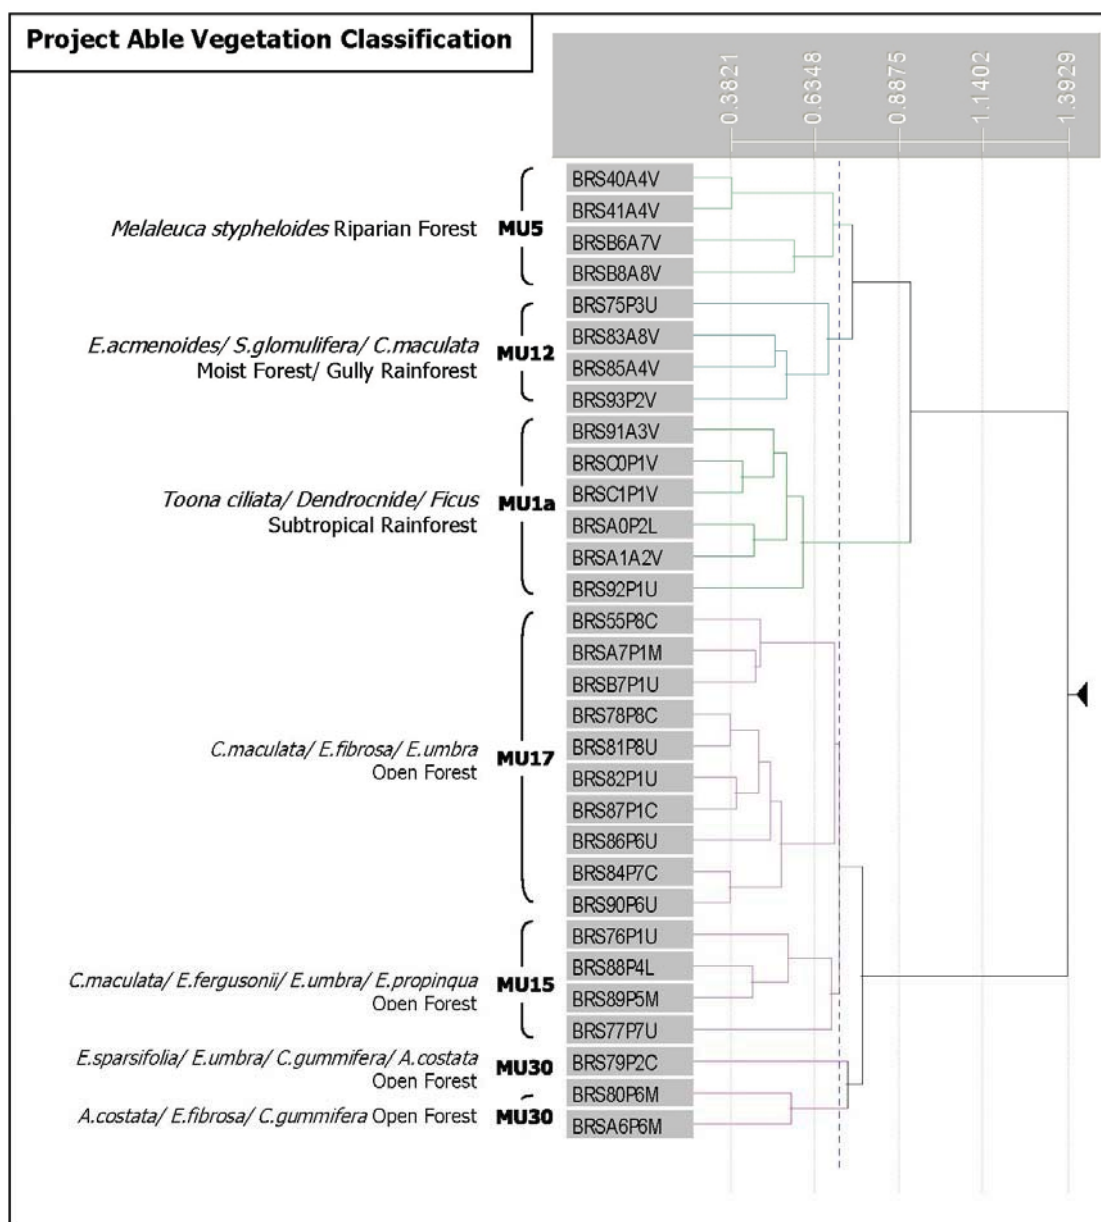 Project Able Vegetation Classification
0.3821
0.6348
0.8875
1.1402
1.3929
BRS40A4V
BRS41A4V
Melaleuca stypheloides Riparian Forest MU5
BRSB6A7V
BRSB8A8V
BRS75P3U
BRS83A8V
E.acmenoides/ S.glomulifera/ C.maculata MU12
Moist Forest/ Gully Rainforest
BRS85A4V
BRS93P2V
BRS91A3V
BRSC0P1V
BRSC1P1V
Toona ciliata/ Dendrocnide/ Ficus MU1a
Subtropical Rainforest
BRSA0P2L
BRSA1A2V
BRS92P1U
BRS55P8C
BRSA7P1M
BRSB7P1U
BRS78P8C
BRS81P8U
C.maculata/ E.fibrosa/ E.umbra MU17
Open Forest
BRS82P1U
BRS87P1C
BRS86P6U
BRS84P7C
BRS90P6U
BRS76P1U
BRS88P4L
C.maculata/ E.fergusonii/ E.umbra/ E.propinqua MU15
Open Forest
BRS89P5M
BRS77P7U
E.sparsifolia/ E.umbra/ C.gummifera/ A.costata MU30
Open Forest
BRS79P2C
BRS80P6M
A.costata/ E.fibrosa/ C.gummifera Open Forest MU30
BRSA6P6M